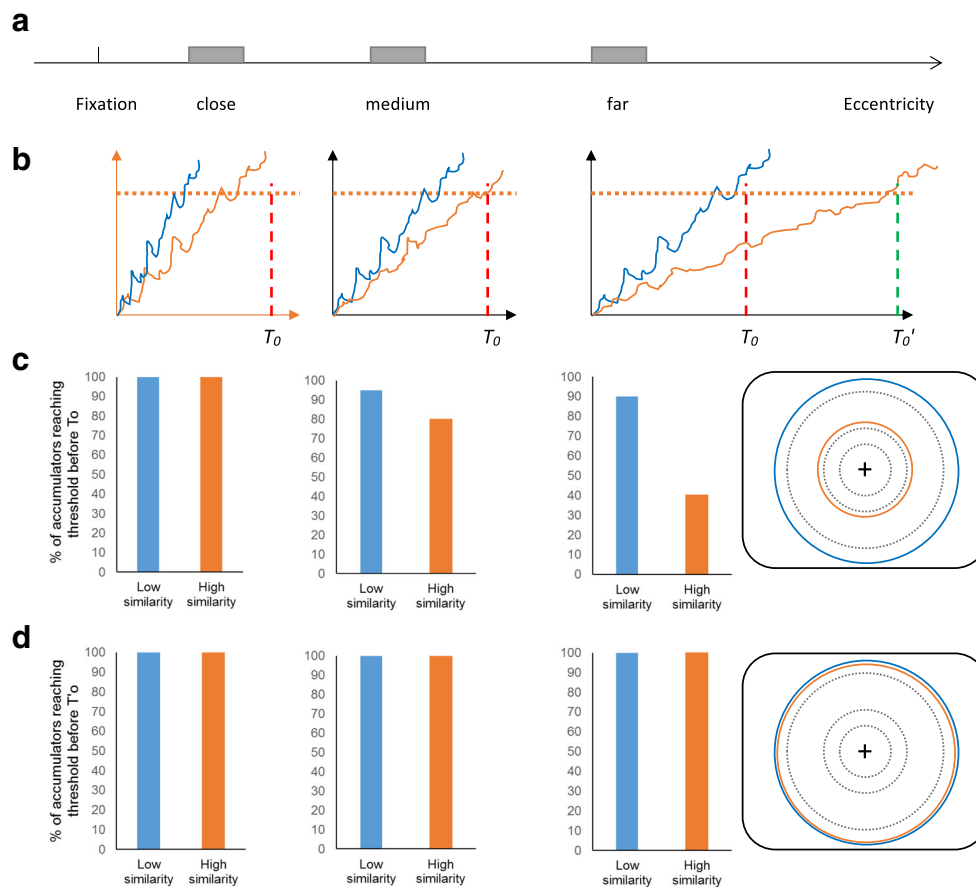 a
Fixation close medium far Eccentricity
b
T0 T0 T0 T0'
c
% of accumulators reaching
threshold before To
100
90
80
70
60
50
40
30
20
10
0
Low
similarity
High
similarity
100
90
80
70
60
50
40
30
20
10
0
Low
similarity
High
similarity
100
90
80
70
60
50
40
30
20
10
0
Low
similarity
High
similarity
d
% of accumulators reaching
threshold before T'o
100
90
80
70
60
50
40
30
20
10
0
Low
similarity
High
similarity
100
90
80
70
60
50
40
30
20
10
0
Low
similarity
High
similarity
100
90
80
70
60
50
40
30
20
10
0
Low
similarity
High
similarity